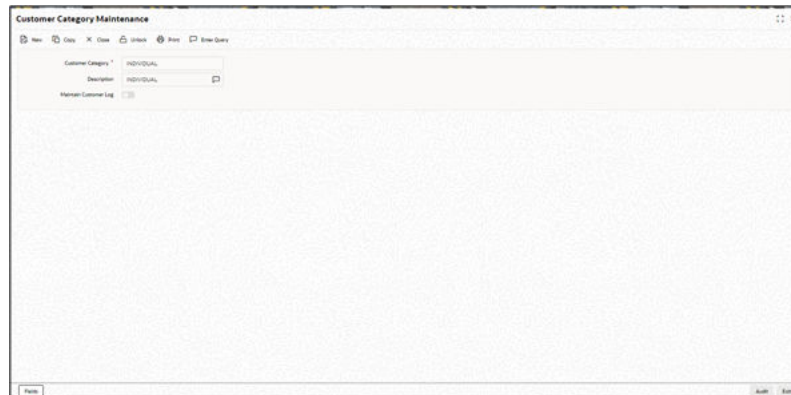 Customer Category Maintenance
New Copy Close Unlock Print Enter Query
Customer Category * INDIVIDUAL
Description INDIVIDUAL
Maintain Customer Log
Fields Audit Exit